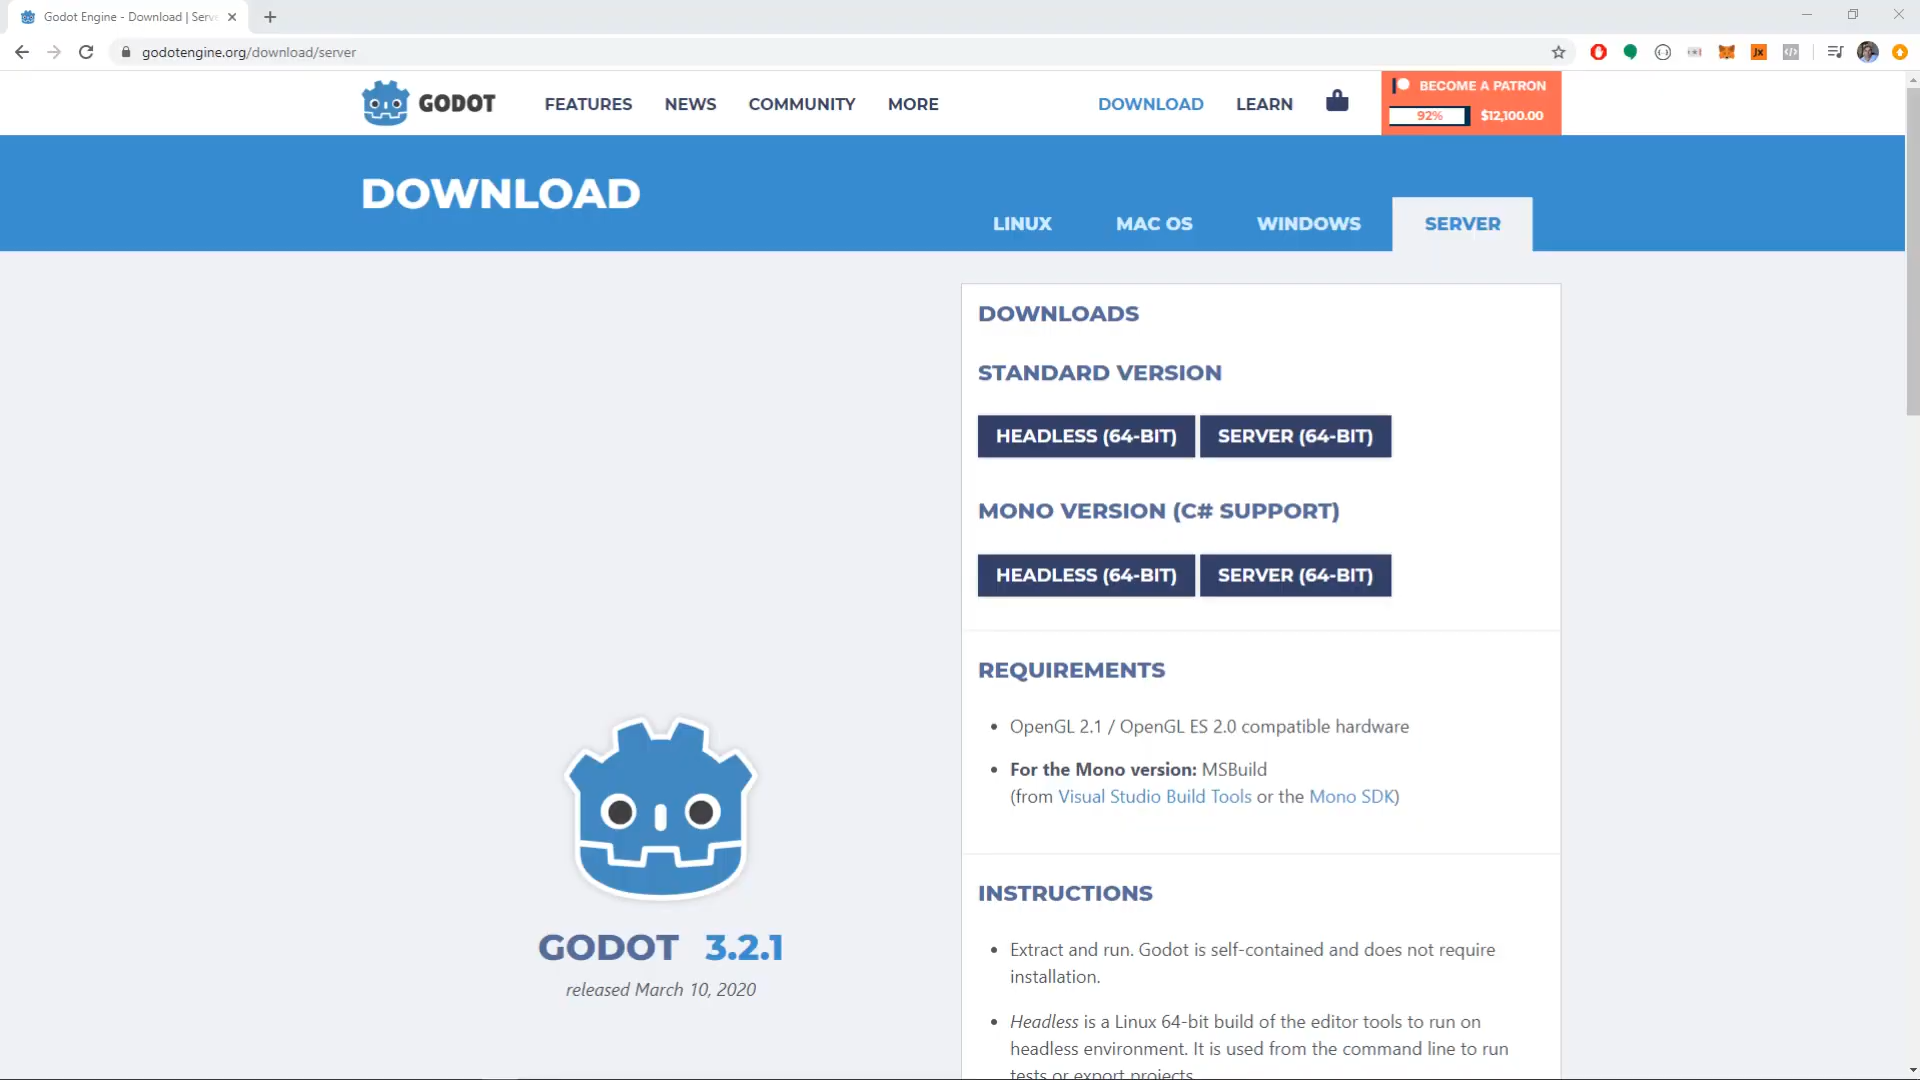 Godot Engine - Download | Serv
godotengine.org/download/server
GODOT
FEATURES
NEWS
COMMUNITY
MORE
DOWNLOAD
LEARN
BECOME A PATRON
92%
$12,100.00
DOWNLOAD
LINUX
MAC OS
WINDOWS
SERVER
DOWNLOADS
STANDARD VERSION
HEADLESS (64-BIT)
SERVER (64-BIT)
MONO VERSION (C# SUPPORT)
HEADLESS (64-BIT)
SERVER (64-BIT)
REQUIREMENTS
• OpenGL 2.1 / OpenGL ES 2.0 compatible hardware
• For the Mono version: MSBuild
(from Visual Studio Build Tools or the Mono SDK)
INSTRUCTIONS
• Extract and run. Godot is self-contained and does not require
installation.
• Headless is a Linux 64-bit build of the editor tools to run on
headless environment. It is used from the command line to run
tests or export projects
GODOT 3.2.1
released March 10, 2020